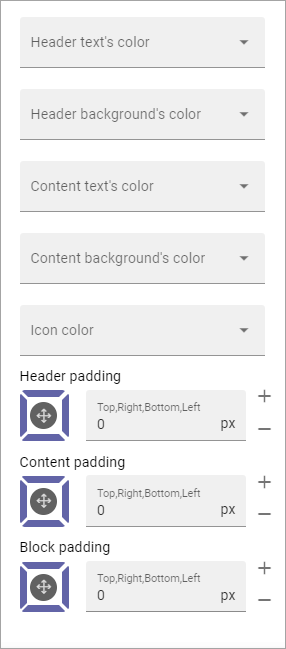 Header text's color
Header background's color
Content text's color
Content background's color
Icon color
Header padding
Top,Right,Bottom,Left
0 px
Content padding
Top,Right,Bottom,Left
0 px
Block padding
Top,Right,Bottom,Left
0 px